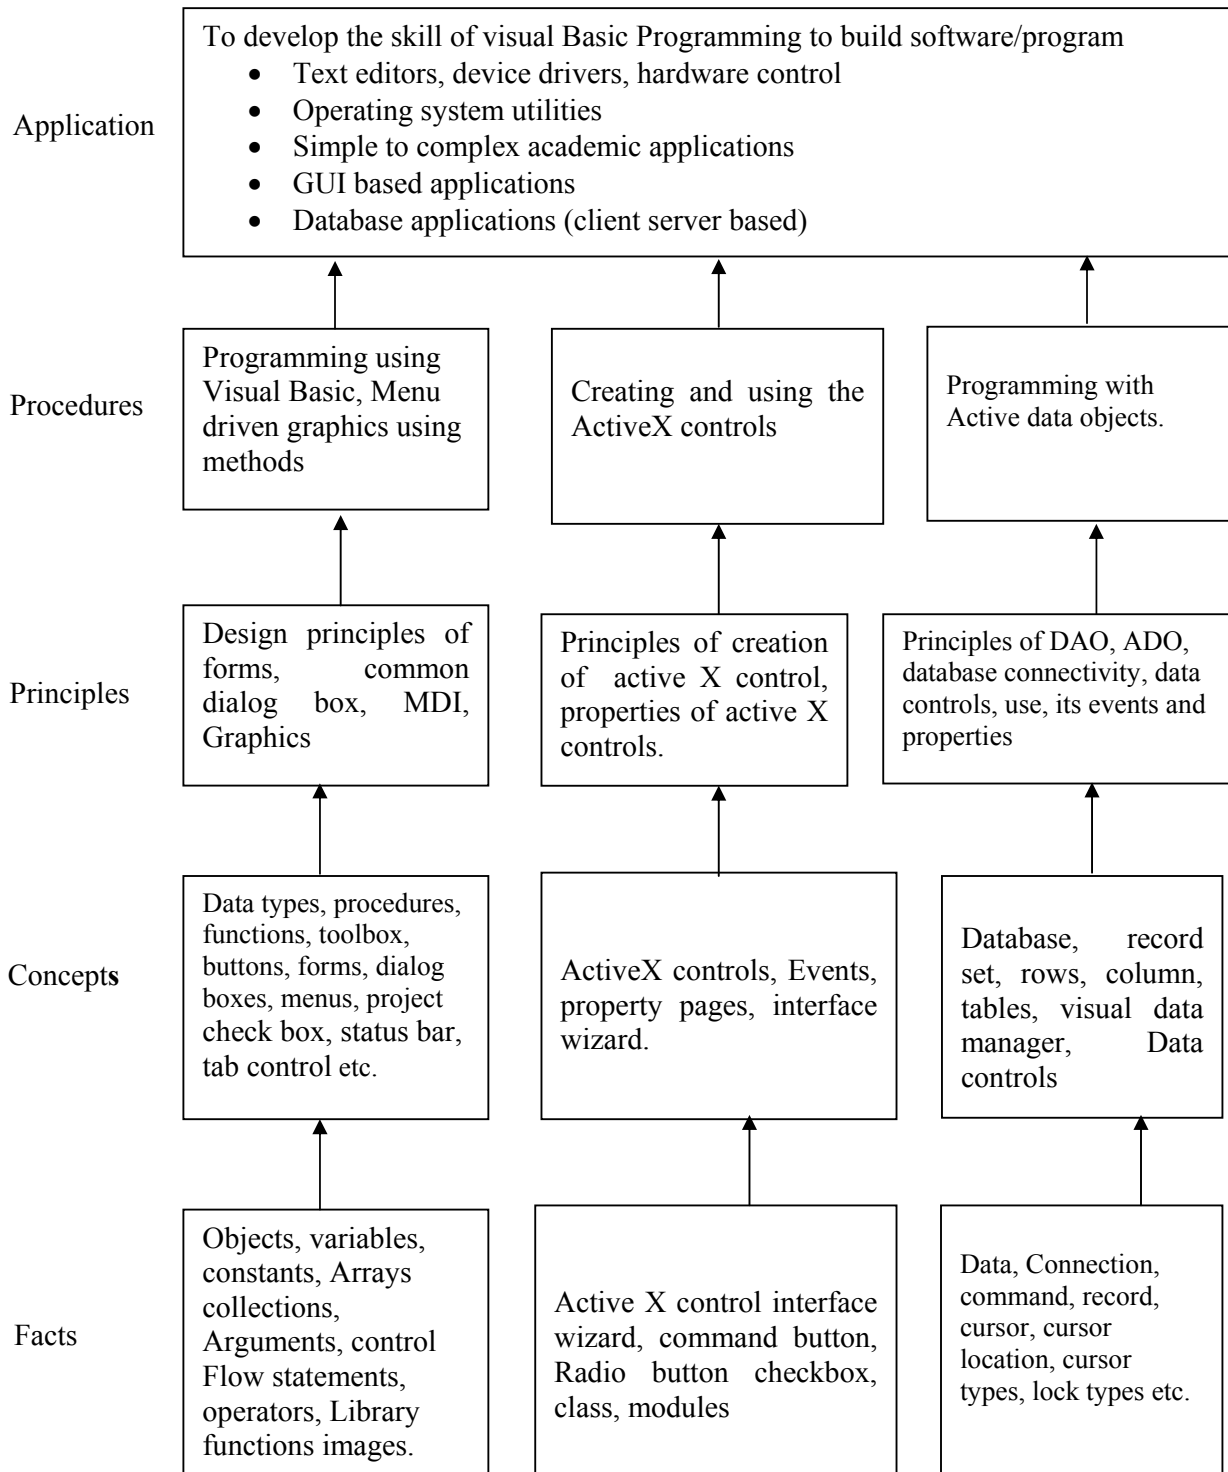 To develop the skill of visual Basic Programming to build software/program
• Text editors, device drivers, hardware control
• Operating system utilities
• Simple to complex academic applications
• GUI based applications
• Database applications (client server based)
Application
Procedures
Programming using
Visual Basic, Menu
driven graphics using
methods
Creating and using the
ActiveX controls
Programming with
Active data objects.
Principles
Design principles of
forms, common
dialog box, MDI,
Graphics
Principles of creation
of active X control,
properties of active X
controls.
Principles of DAO, ADO,
database connectivity, data
controls, use, its events and
properties
Concepts
Data types, procedures,
functions, toolbox,
buttons, forms, dialog
boxes, menus, project
check box, status bar,
tab control etc.
ActiveX controls, Events,
property pages, interface
wizard.
Database, record
set, rows, column,
tables, visual data
manager, Data
controls
Facts
Objects, variables,
constants, Arrays
collections,
Arguments, control
Flow statements,
operators, Library
functions images.
Active X control interface
wizard, command button,
Radio button checkbox,
class, modules
Data, Connection,
command, record,
cursor, cursor
location, cursor
types, lock types etc.